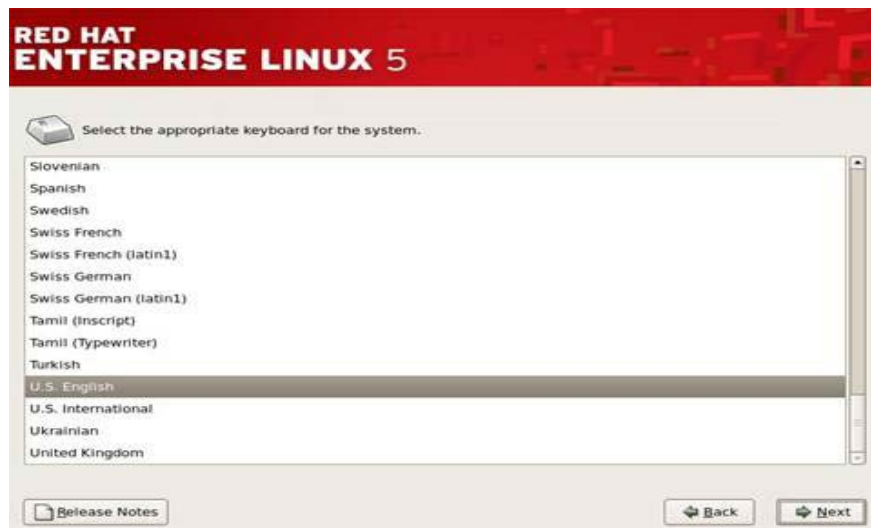 RED HAT
ENTERPRISE LINUX 5
Select the appropriate keyboard for the system.
Slovenian
Spanish
Swedish
Swiss French
Swiss French (latin1)
Swiss German
Swiss German (latin1)
Tamil (Inscript)
Tamil (Typewriter)
Turkish
U.S. English
U.S. International
Ukrainian
United Kingdom
Release Notes
Back
Next